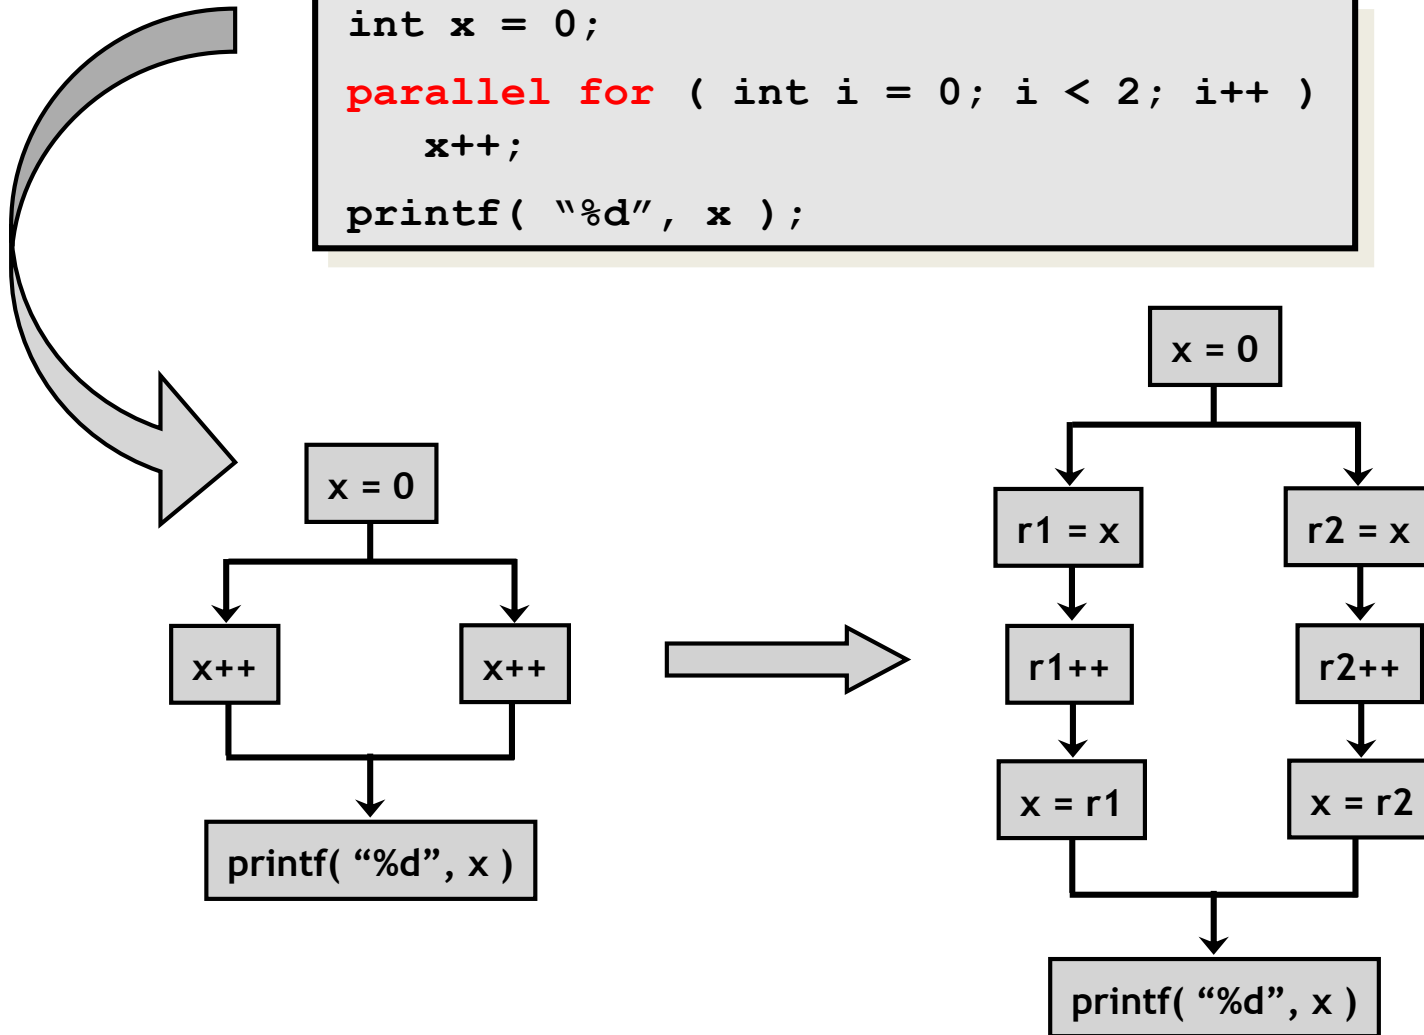 int x = 0;
parallel for ( int i = 0; i < 2; i++ )
x++;
printf( “%d”, x );
x = 0
x++
x++
printf( “%d”, x )
x = 0
r1 = x
r2 = x
r1++
r2++
x = r1
x = r2
printf( “%d”, x )